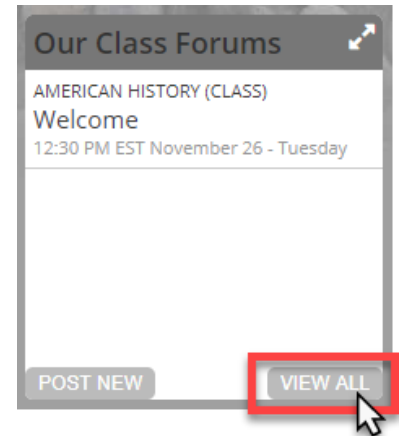 Our Class Forums
AMERICAN HISTORY (CLASS)
Welcome
12:30 PM EST November 26 - Tuesday
POST NEW
VIEW ALL